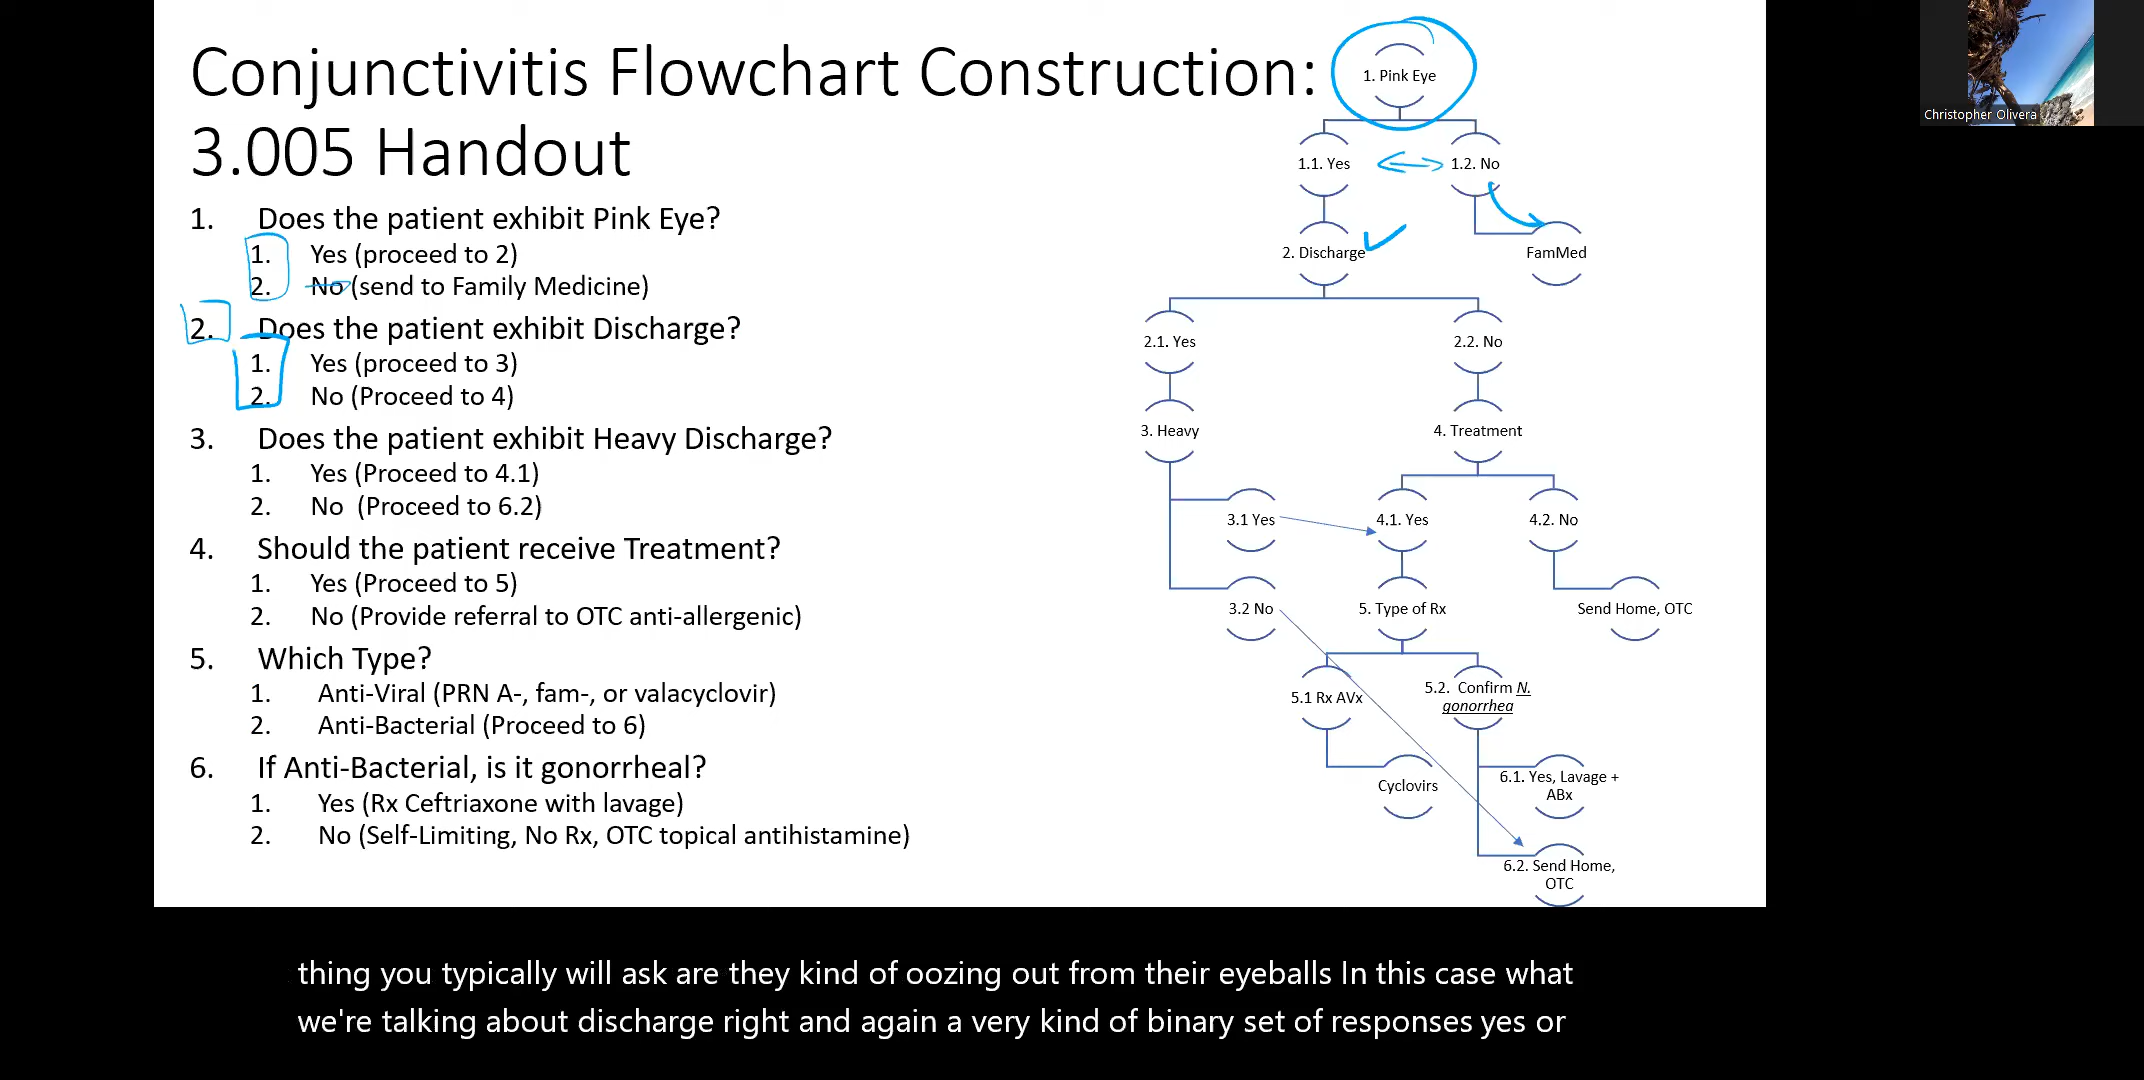 Conjunctivitis Flowchart Construction:
3.005 Handout
1. Does the patient exhibit Pink Eye?
1. Yes (proceed to 2)
2. No (send to Family Medicine)
2. Does the patient exhibit Discharge?
1. Yes (proceed to 3)
2. No (Proceed to 4)
3. Does the patient exhibit Heavy Discharge?
1. Yes (Proceed to 4.1)
2. No (Proceed to 6.2)
4. Should the patient receive Treatment?
1. Yes (Proceed to 5)
2. No (Provide referral to OTC anti-allergenic)
5. Which Type?
1. Anti-Viral (PRN A-, fam-, or valacyclovir)
2. Anti-Bacterial (Proceed to 6)
6. If Anti-Bacterial, is it gonorrheal?
1. Yes (Rx Ceftriaxone with lavage)
2. No (Self-Limiting, No Rx, OTC topical antihistamine)
1. Pink Eye
1.1. Yes
1.2. No
2. Discharge
FamMed
2.1. Yes
2.2. No
3. Heavy
4. Treatment
3.1 Yes
4.1. Yes
4.2. No
3.2 No
5. Type of Rx
Send Home, OTC
5.1 Rx AVx
5.2. Confirm N.
gonorrhea
Cyclovirs
6.1. Yes, Lavage +
ABx
6.2. Send Home,
OTC
Christopher Olivera
thing you typically will ask are they kind of oozing out from their eyeballs In this case what
we're talking about discharge right and again a very kind of binary set of responses yes or